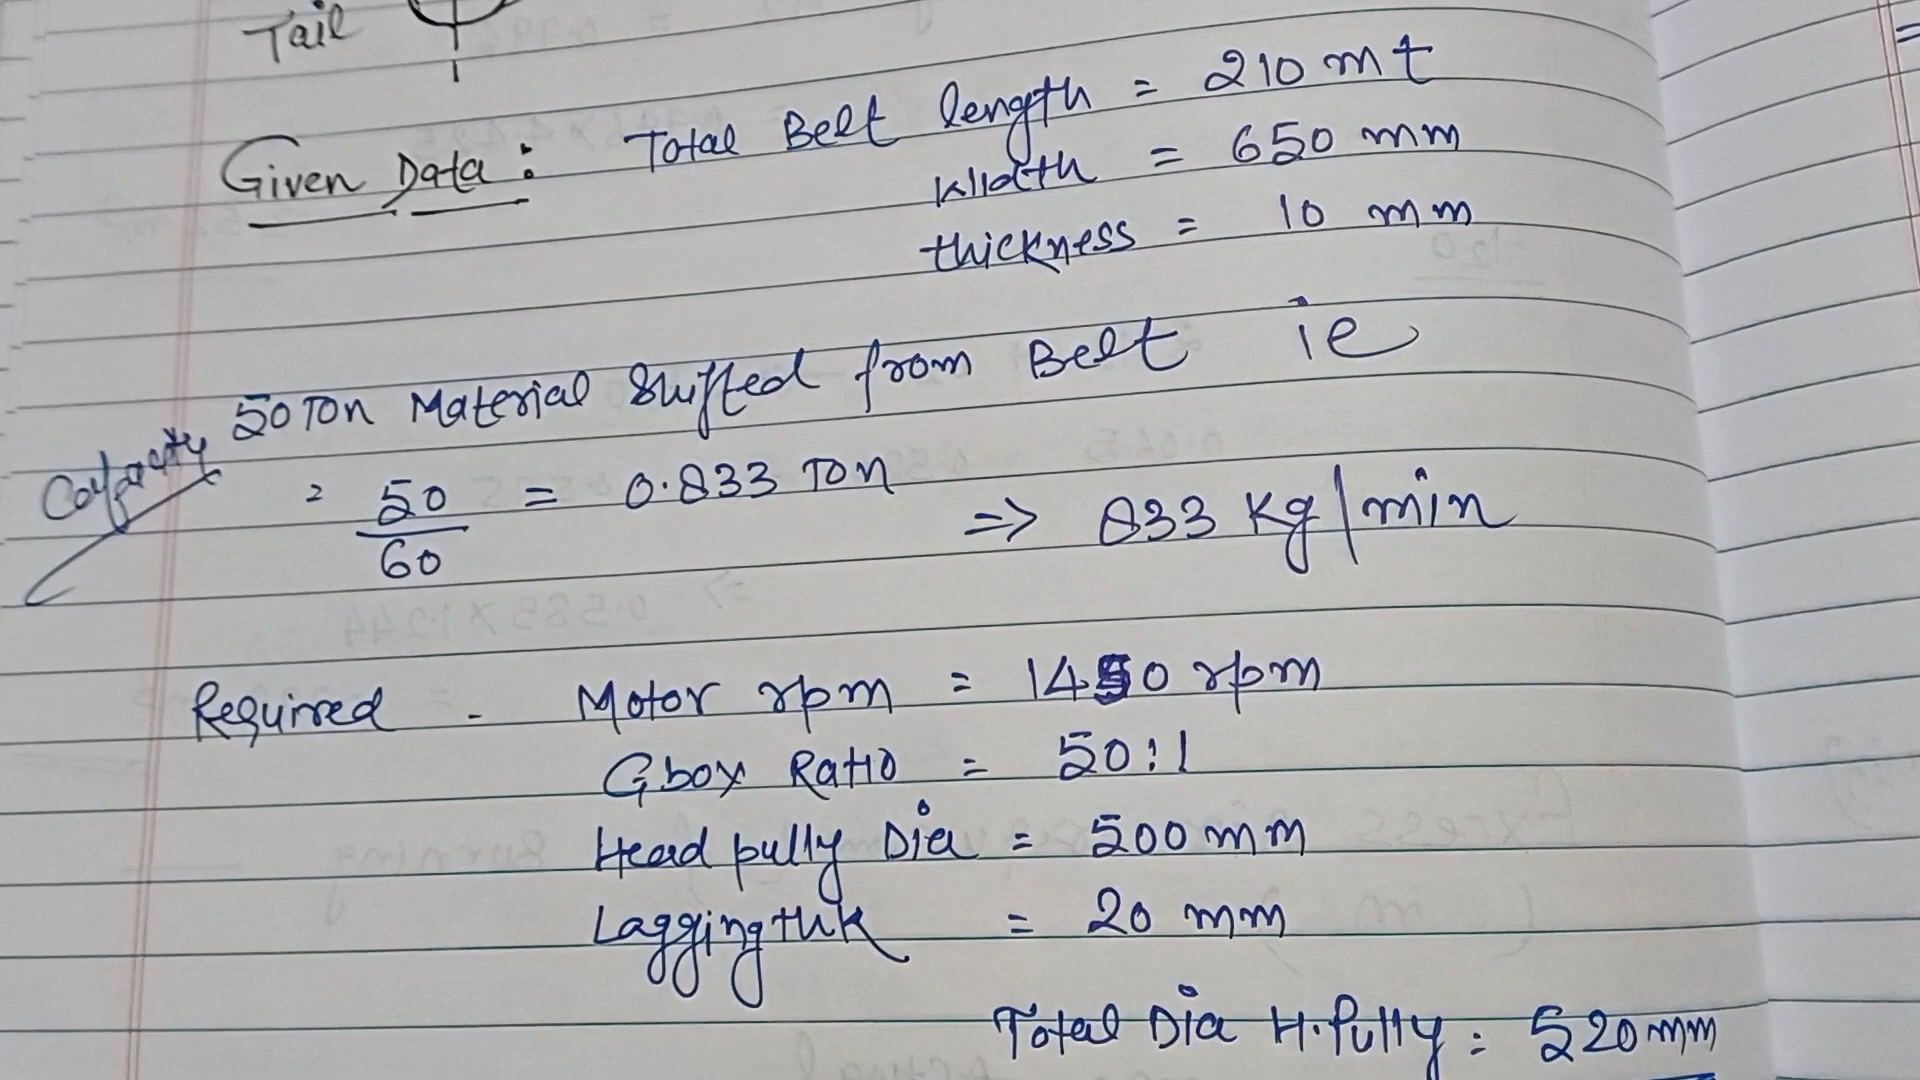 Tail
Given Data: Total Belt length = 210 mt
Width = 650 mm
thickness = 10 mm
50 Ton Material Shifted from Belt ie
Capacity
= 50/60 = 0.833 Ton => 833 Kg/min
Required - Motor rpm = 1450 rpm
Gbox Ratio = 50:1
Head pully Dia = 500 mm
Lagging thk = 20 mm
Total Dia H.Pully = 520 mm